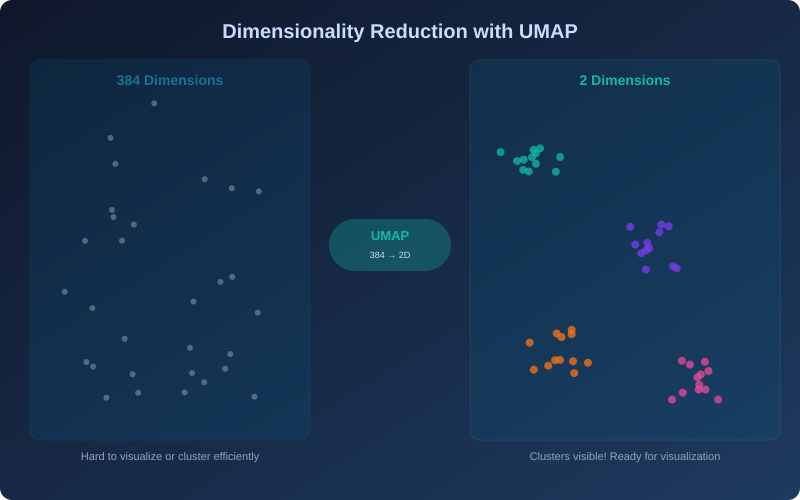 Dimensionality Reduction with UMAP
384 Dimensions
2 Dimensions
UMAP
384 → 2D
Hard to visualize or cluster efficiently
Clusters visible! Ready for visualization